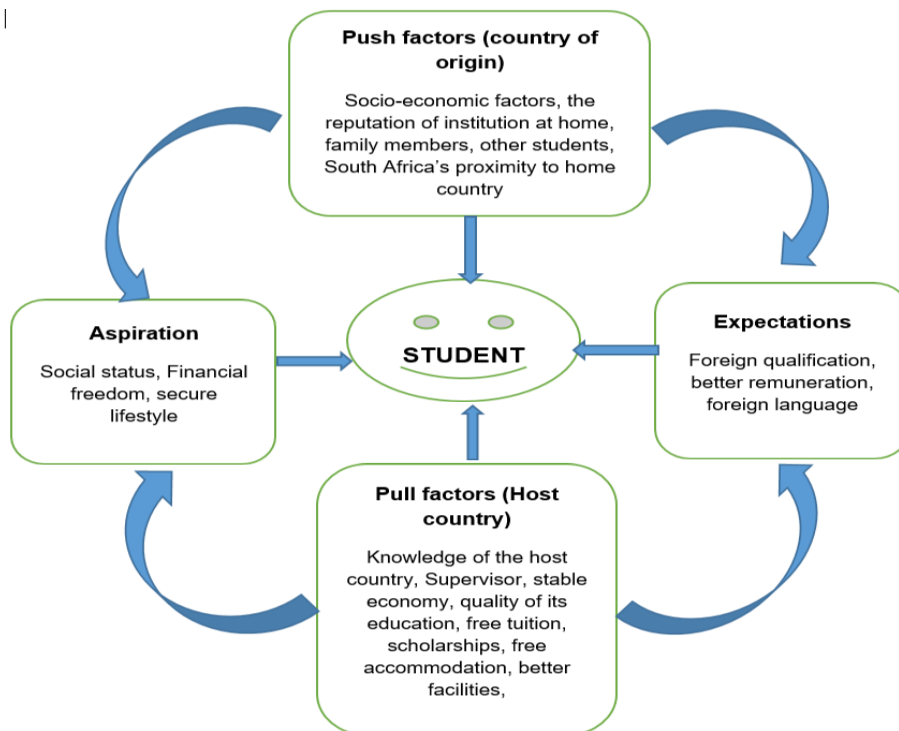 Push factors (country of
origin)
Socio-economic factors, the
reputation of institution at home,
family members, other students,
South Africa's proximity to home
country
Aspiration
Social status, Financial
freedom, secure
lifestyle
STUDENT
Expectations
Foreign qualification,
better remuneration,
foreign language
Pull factors (Host
country)
Knowledge of the host
country, Supervisor, stable
economy, quality of its
education, free tuition,
scholarships, free
accommodation, better
facilities,